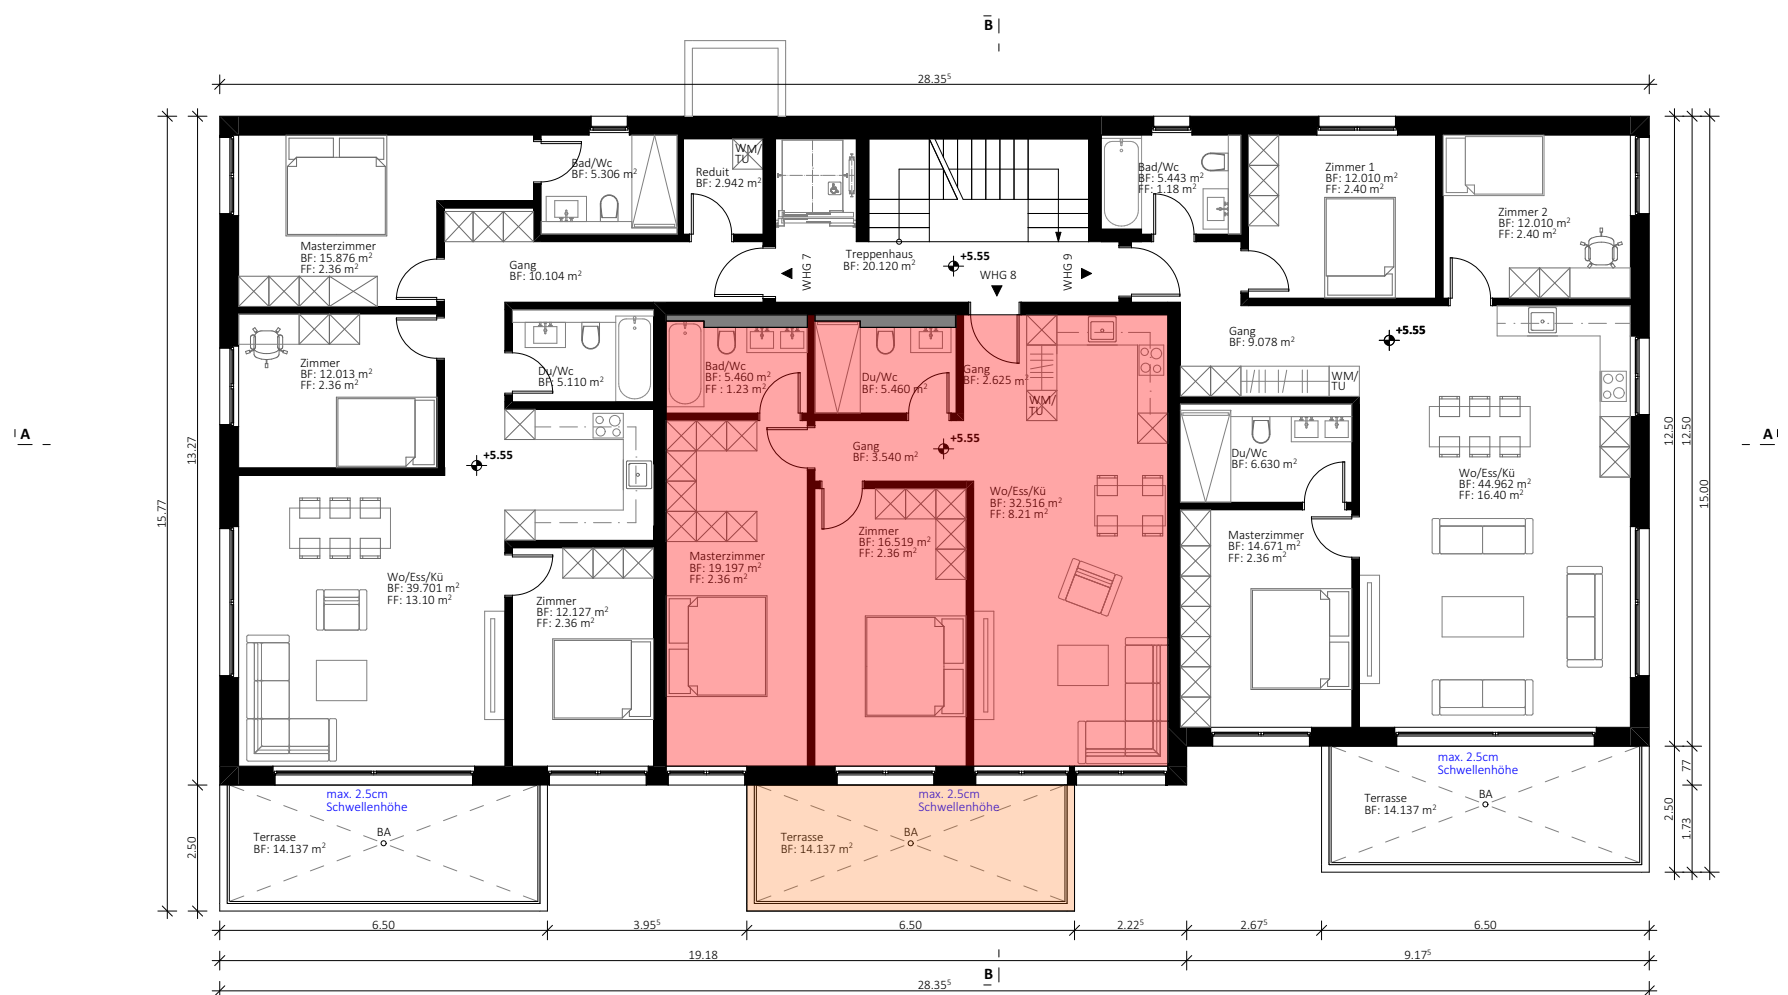 B
28.35⁵
WM/
TU
Bad/Wc
BF: 5.306 m²
Reduit
BF: 2.942 m²
Bad/Wc
BF: 5.443 m²
FF: 1.18 m²
Zimmer 1
BF: 12.010 m²
FF: 2.40 m²
Zimmer 2
BF: 12.010 m²
FF: 2.40 m²
Masterzimmer
BF: 15.876 m²
FF: 2.36 m²
Gang
BF: 10.104 m²
WHG 7
Treppenhaus
BF: 20.120 m²
+5.55
WHG 8
WHG 9
Gang
BF: 9.078 m²
+5.55
Zimmer
BF: 12.013 m²
FF: 2.36 m²
Du/Wc
BF: 5.110 m²
Bad/Wc
BF: 5.460 m²
FF : 1.23 m²
Du/Wc
BF: 5.460 m²
Gang
BF: 2.625 m²
WM/
TU
WM/
TU
A
13.27
15.77
+5.55
Gang
BF: 3.540 m²
+5.55
Du/Wc
BF: 6.630 m²
Wo/Ess/Kü
BF: 44.962 m²
FF: 16.40 m²
12.50
12.50
15.00
A
Wo/Ess/Kü
BF: 32.516 m²
FF: 8.21 m²
Zimmer
BF: 16.519 m²
FF: 2.36 m²
Masterzimmer
BF: 14.671 m²
FF: 2.36 m²
Masterzimmer
BF: 19.197 m²
FF: 2.36 m²
Wo/Ess/Kü
BF: 39.701 m²
FF: 13.10 m²
Zimmer
BF: 12.127 m²
FF: 2.36 m²
max. 2.5cm
Schwellenhöhe
Terrasse
BF: 14.137 m²
BA
max. 2.5cm
Schwellenhöhe
Terrasse
BF: 14.137 m²
BA
max. 2.5cm
Schwellenhöhe
Terrasse
BF: 14.137 m²
BA
2.50
77
2.50
1.73
6.50
3.95⁵
6.50
2.22⁵
2.67⁵
6.50
19.18
9.17⁵
B
28.35⁵